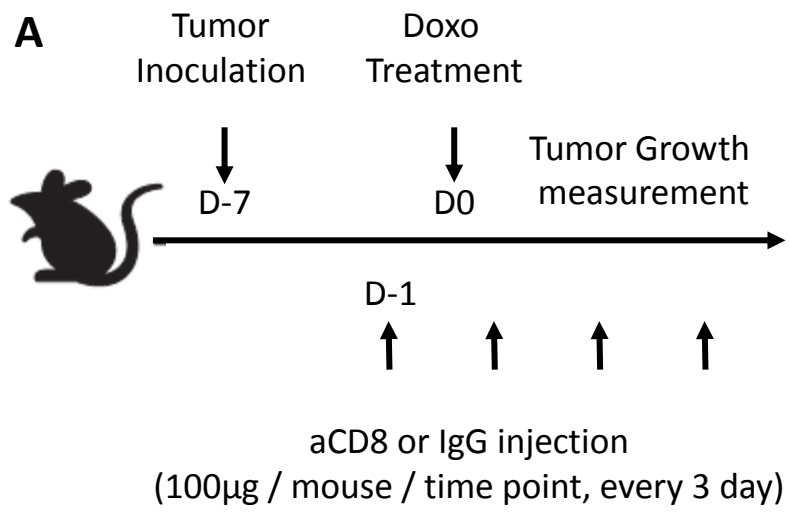 A
Tumor
Inoculation
Doxo
Treatment
D-7
D0
Tumor Growth
measurement
D-1
aCD8 or IgG injection
(100µg / mouse / time point, every 3 day)